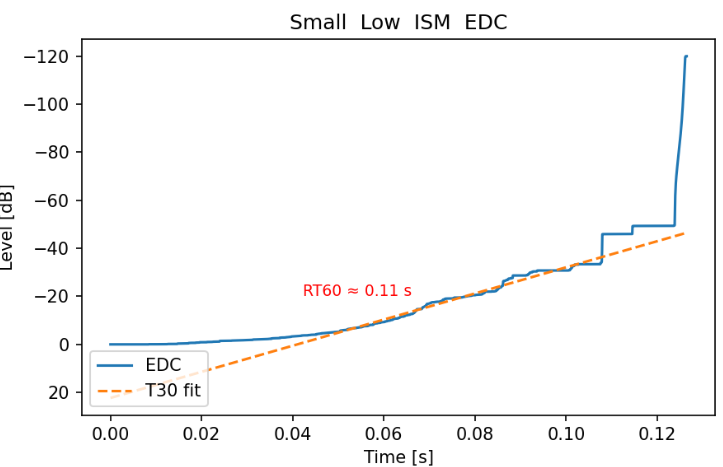 Small Low ISM EDC
Level [dB]
−120
−100
−80
−60
−40
−20
0
20
RT60 ≈ 0.11 s
EDC
T30 fit
0.00 0.02 0.04 0.06 0.08 0.10 0.12
Time [s]